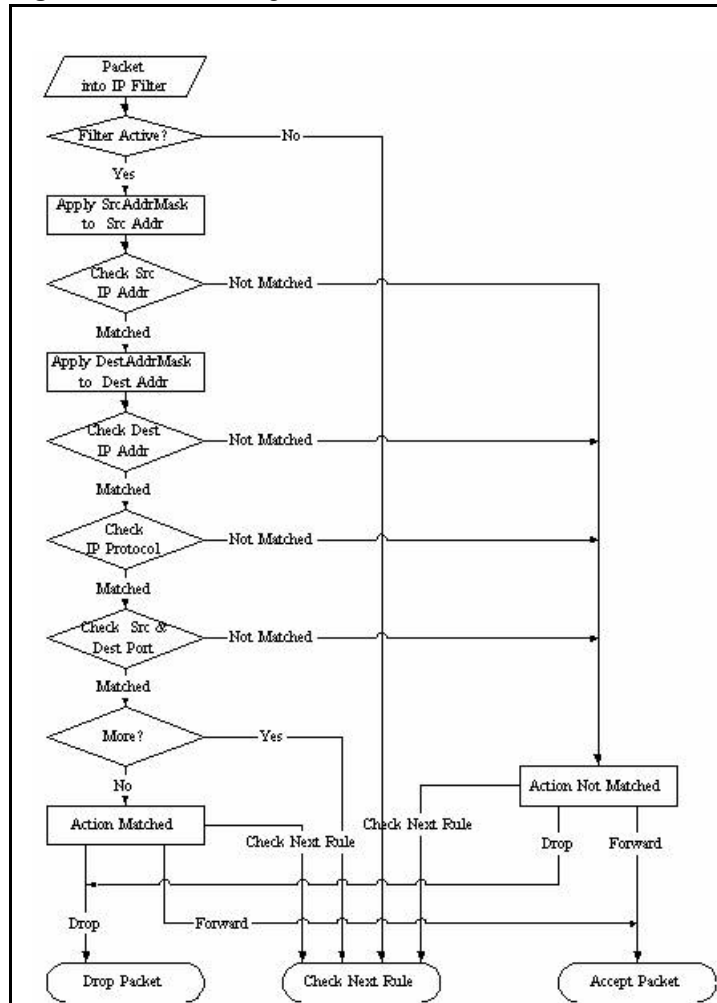 Packet
into IP Filter
Filter Active?
No
Yes
Apply SrcAddrMask
to Src Addr
Check Src
IP Addr
Not Matched
Matched
Apply DestAddrMask
to Dest Addr
Check Dest
IP Addr
Not Matched
Matched
Check
IP Protocol
Not Matched
Matched
Check Src &
Dest Port
Not Matched
Matched
More?
Yes
No
Action Not Matched
Action Matched
Check Next Rule
Check Next Rule
Drop
Forward
Drop
Forward
Drop Packet
Check Next Rule
Accept Packet